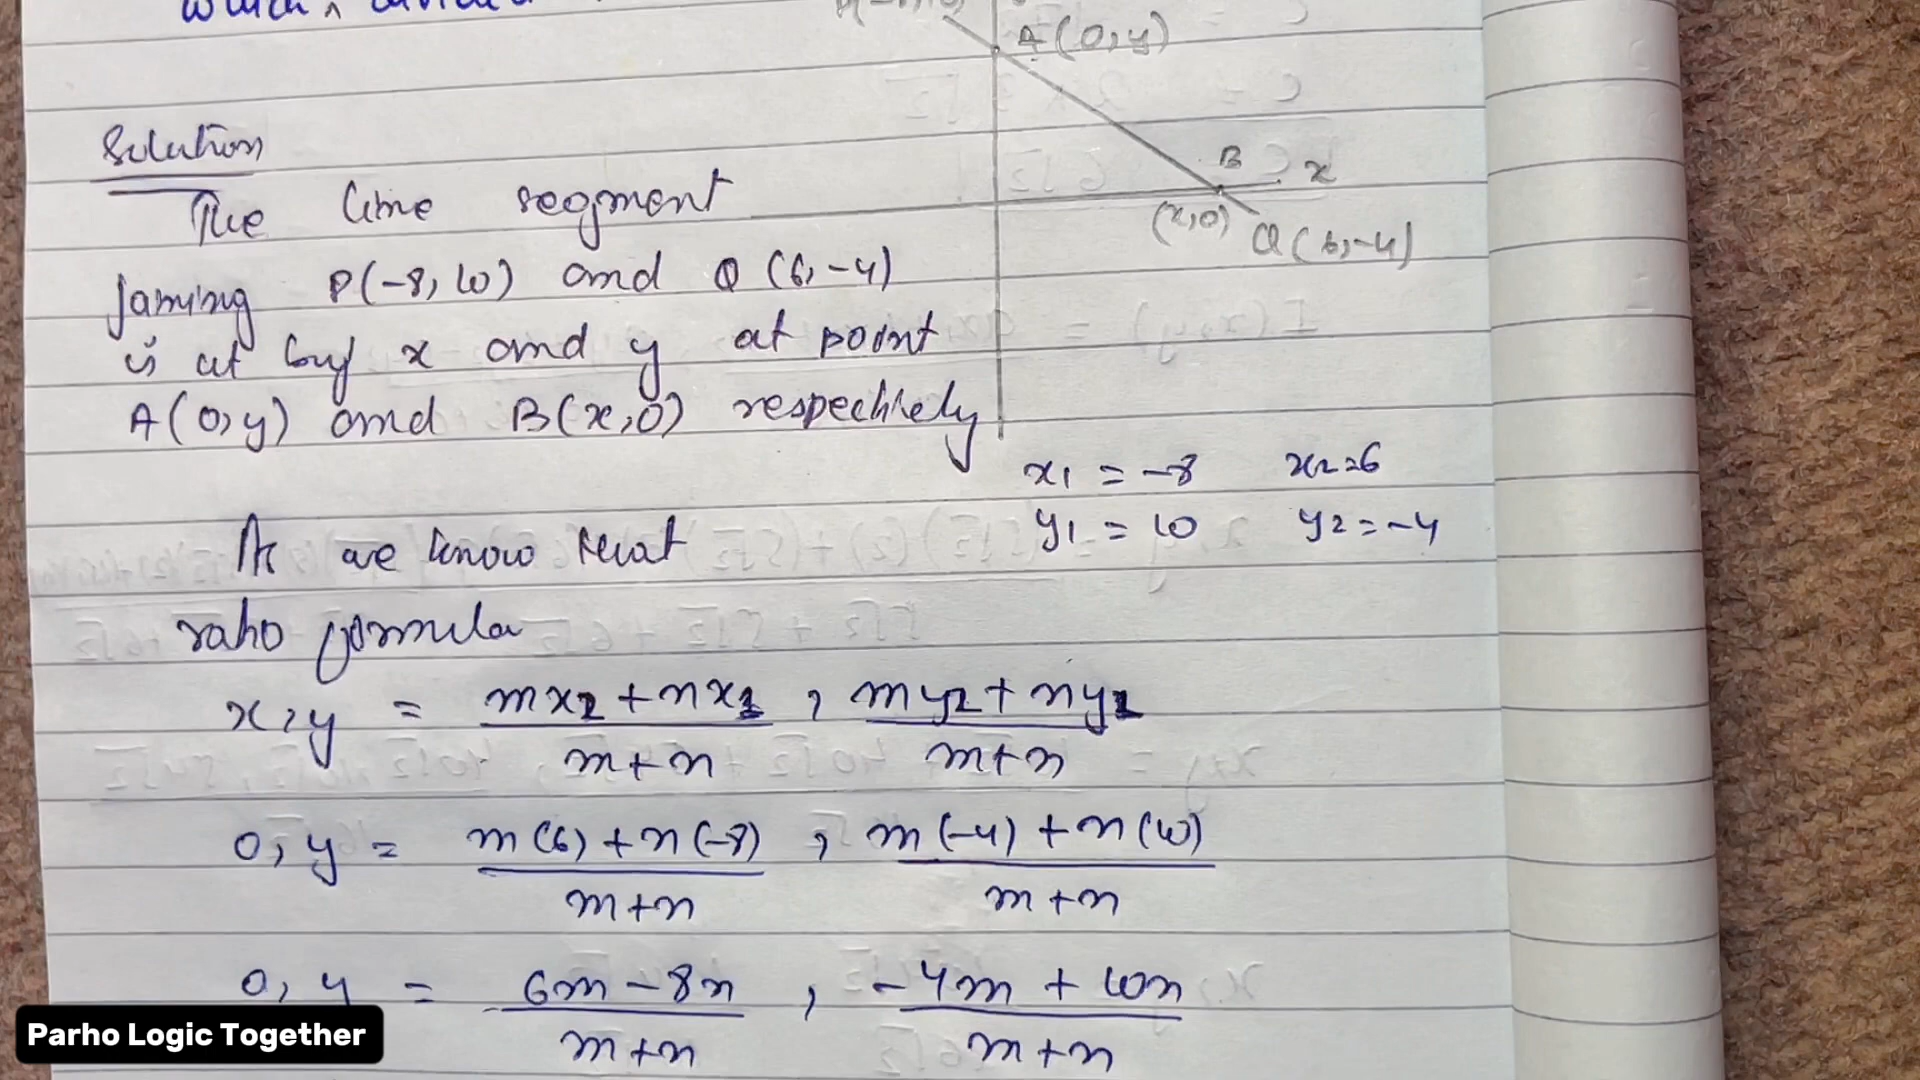 which ^ divided
A(0,y)
Solution
B x
The line segment
(x,0) Q(6,-4)
Joining P(-8,10) and Q(6,-4)
is cut by x and y at point
A(0,y) and B(x,0) respectively
x1 = -8 x2=6
y1 = 10 y2=-4
As we know that
ratio formula
x,y = mx2+nx1 / m+n , my2+ny1 / m+n
0,y = m(6)+n(-8) / m+n , m(-4)+n(10) / m+n
0,y = 6m-8n / m+n , -4m+10n / m+n
Parho Logic Together